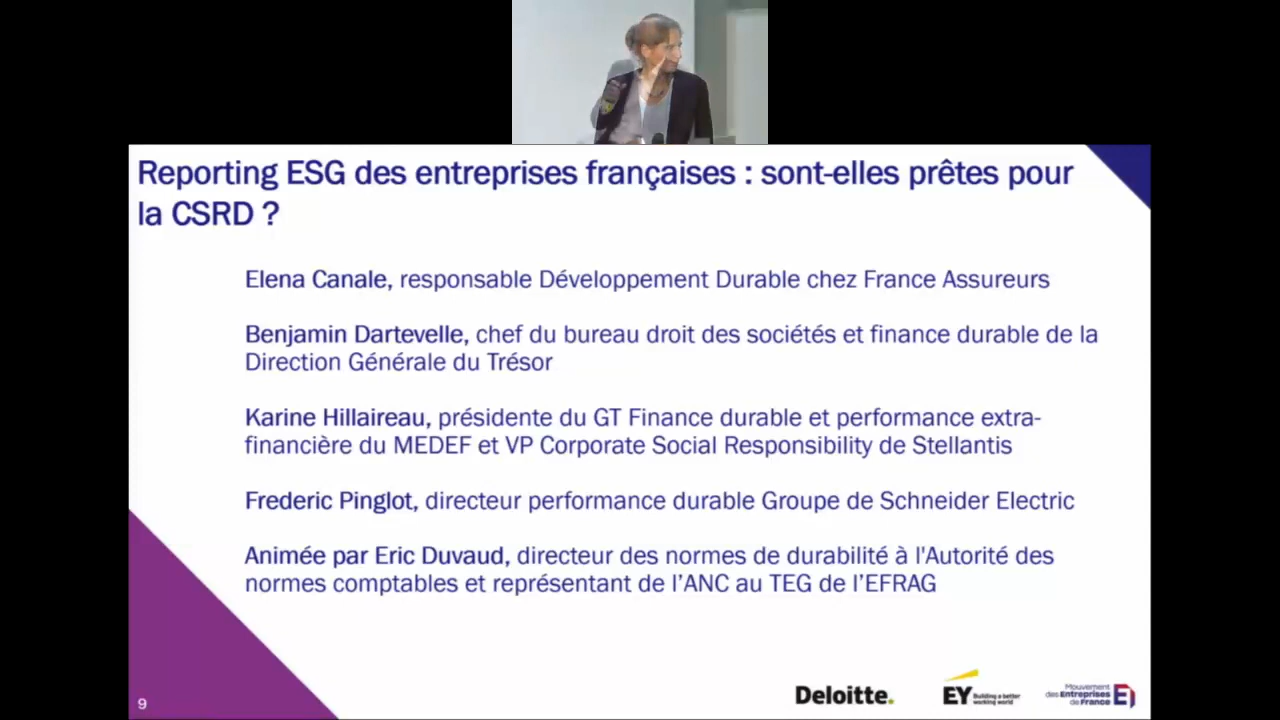 Reporting ESG des entreprises françaises : sont-elles prêtes pour
la CSRD ?
Elena Canale, responsable Développement Durable chez France Assureurs
Benjamin Dartevelle, chef du bureau droit des sociétés et finance durable de la
Direction Générale du Trésor
Karine Hillaireau, présidente du GT Finance durable et performance extra-
financière du MEDEF et VP Corporate Social Responsibility de Stellantis
Frederic Pinglot, directeur performance durable Groupe de Schneider Electric
Animée par Eric Duvaud, directeur des normes de durabilité à l'Autorité des
normes comptables et représentant de l’ANC au TEG de l’EFRAG
9
Deloitte.
EY
Building a better
working world
Mouvement
des Entreprises
de France